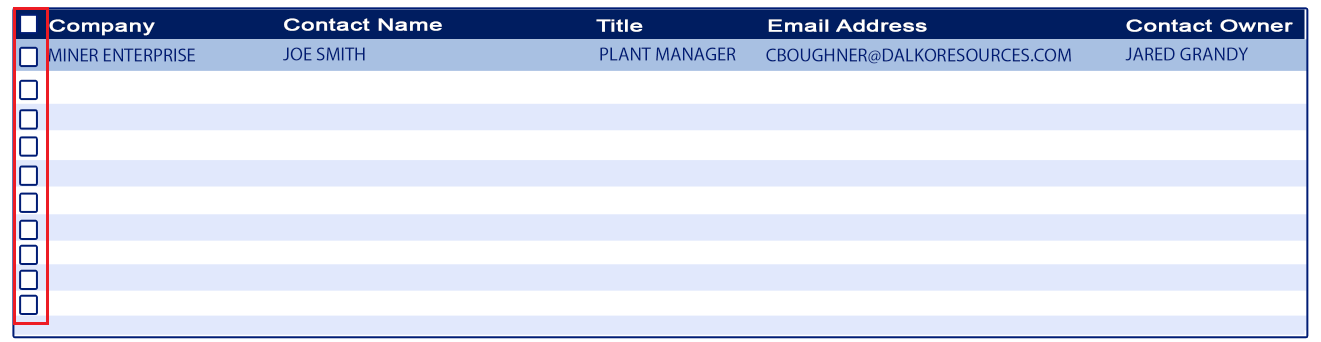 Company Contact Name Title Email Address Contact Owner
MINER ENTERPRISE JOE SMITH PLANT MANAGER CBOUGHNER@DALKORESOURCES.COM JARED GRANDY